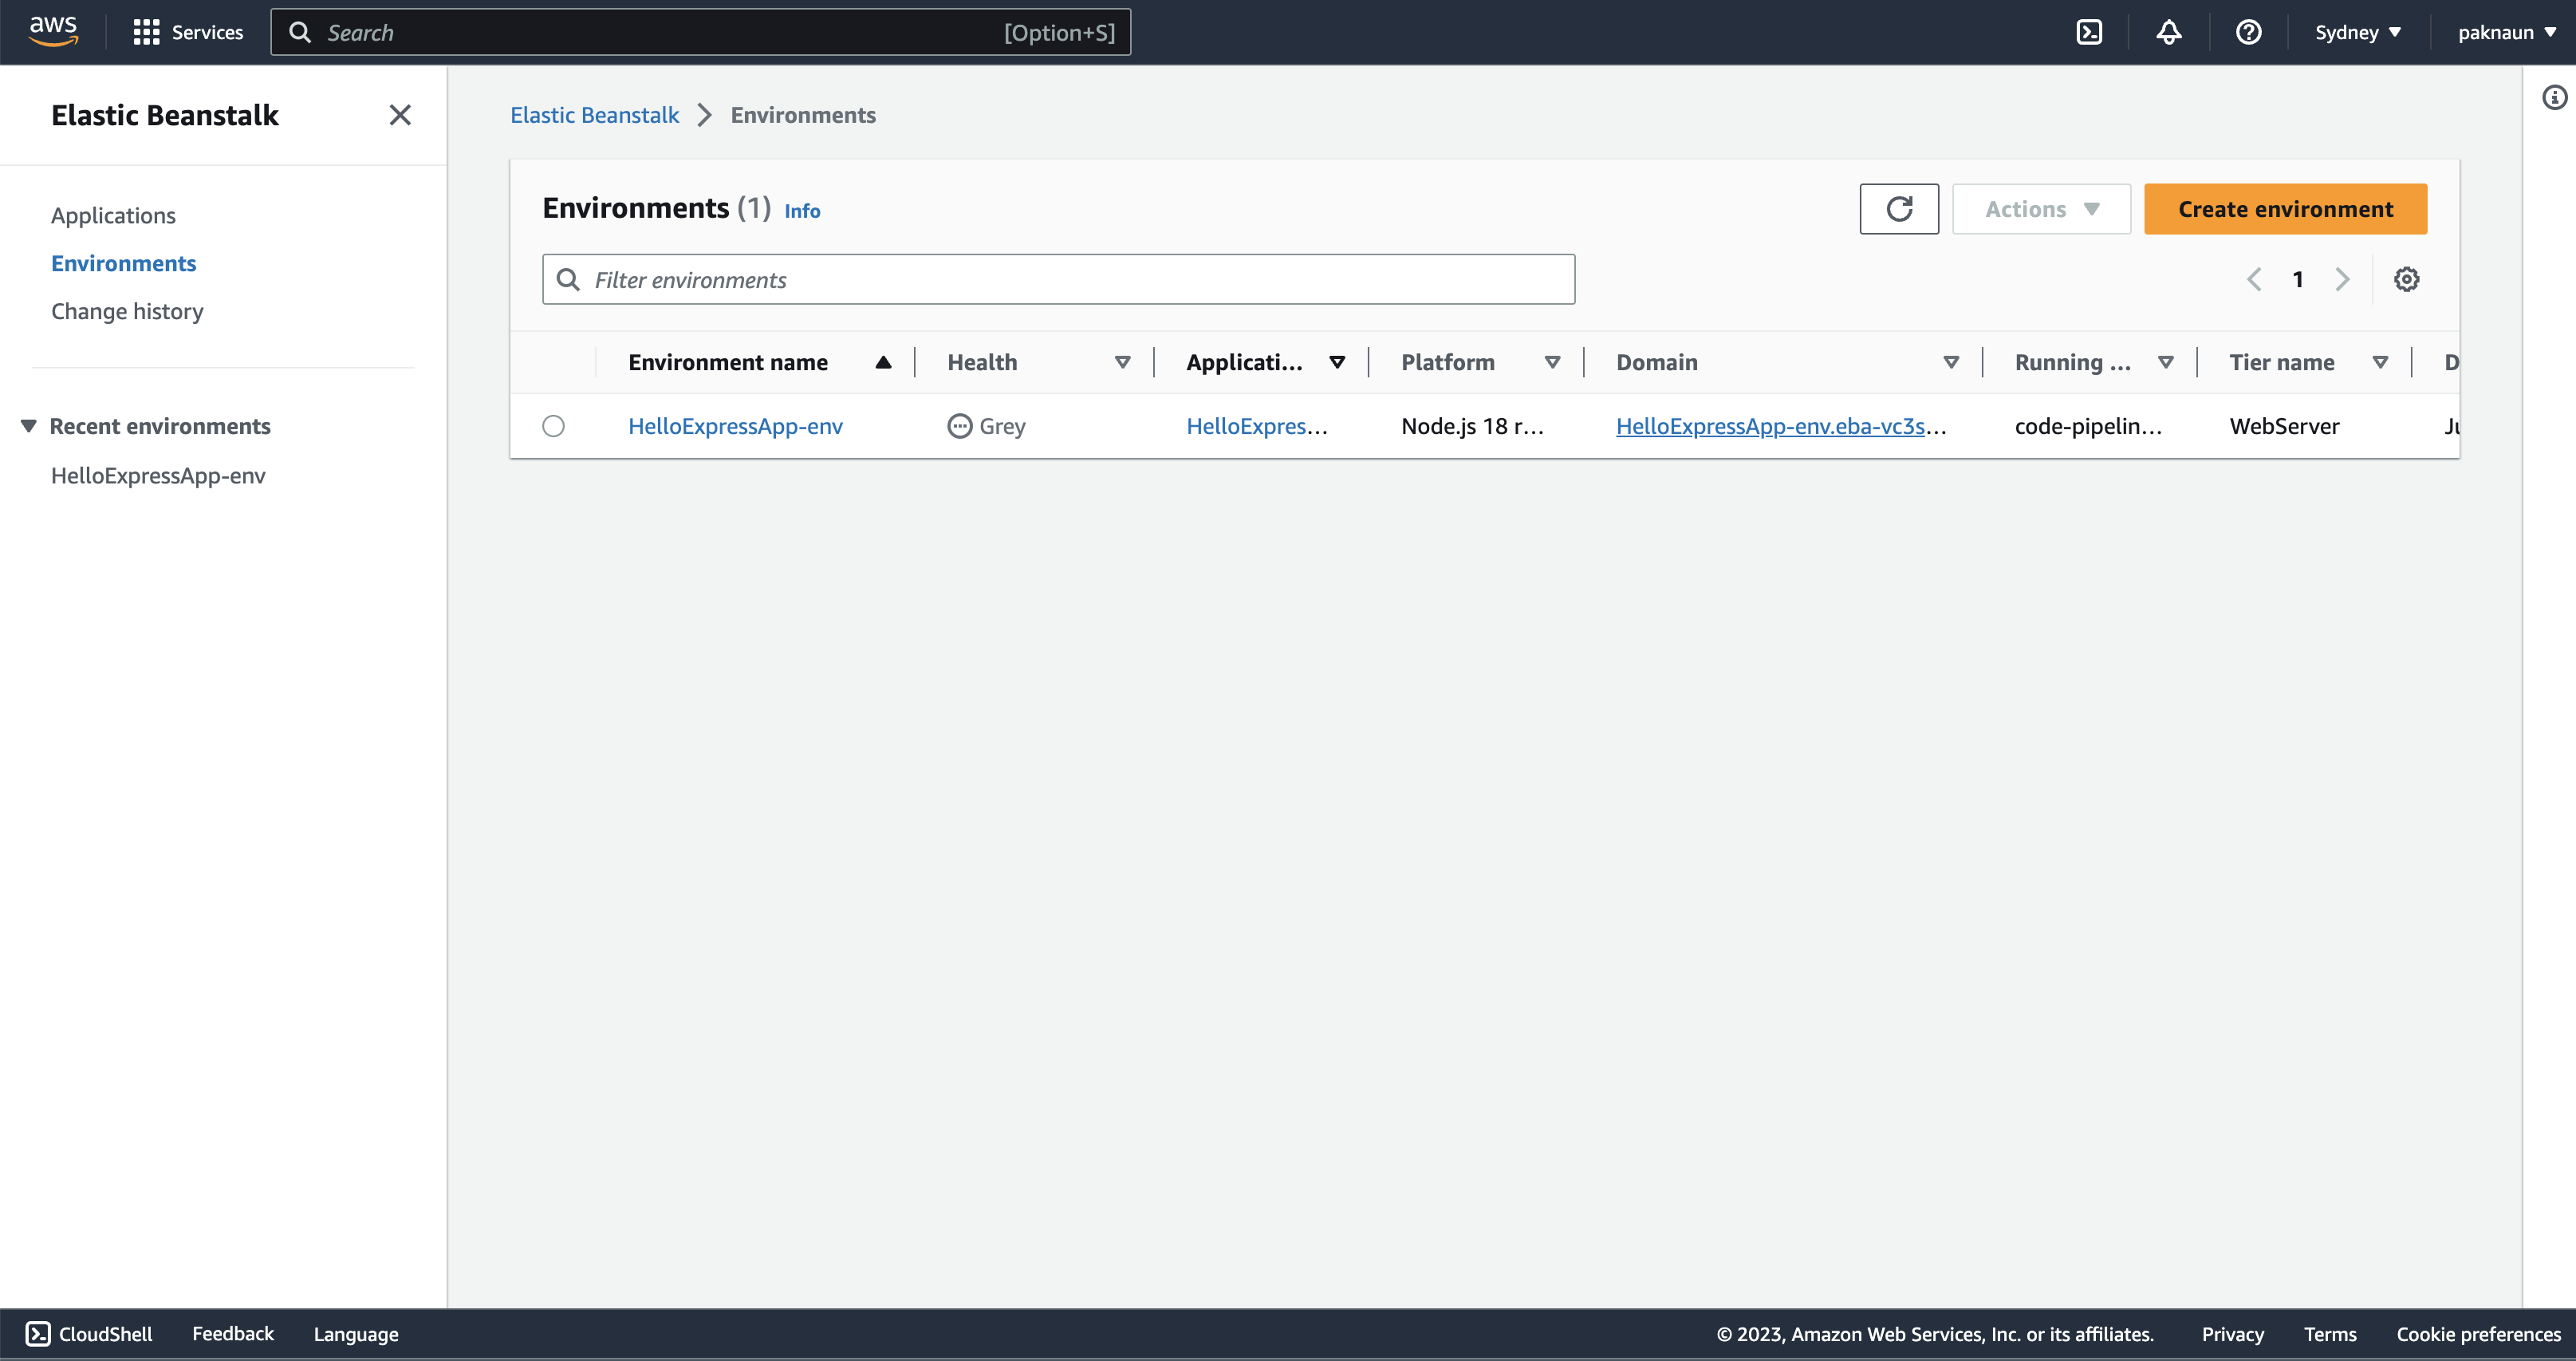 aws Services Search [Option+S] Sydney paknaun
Elastic Beanstalk
Applications
Environments
Change history
Recent environments
HelloExpressApp-env
Elastic Beanstalk Environments
Environments (1) Info Actions Create environment
Filter environments 1
Environment name Health Applicati... Platform Domain Running ... Tier name D
HelloExpressApp-env Grey HelloExpres... Node.js 18 r... HelloExpressApp-env.eba-vc3s... code-pipelin... WebServer Ju
CloudShell Feedback Language © 2023, Amazon Web Services, Inc. or its affiliates. Privacy Terms Cookie preferences